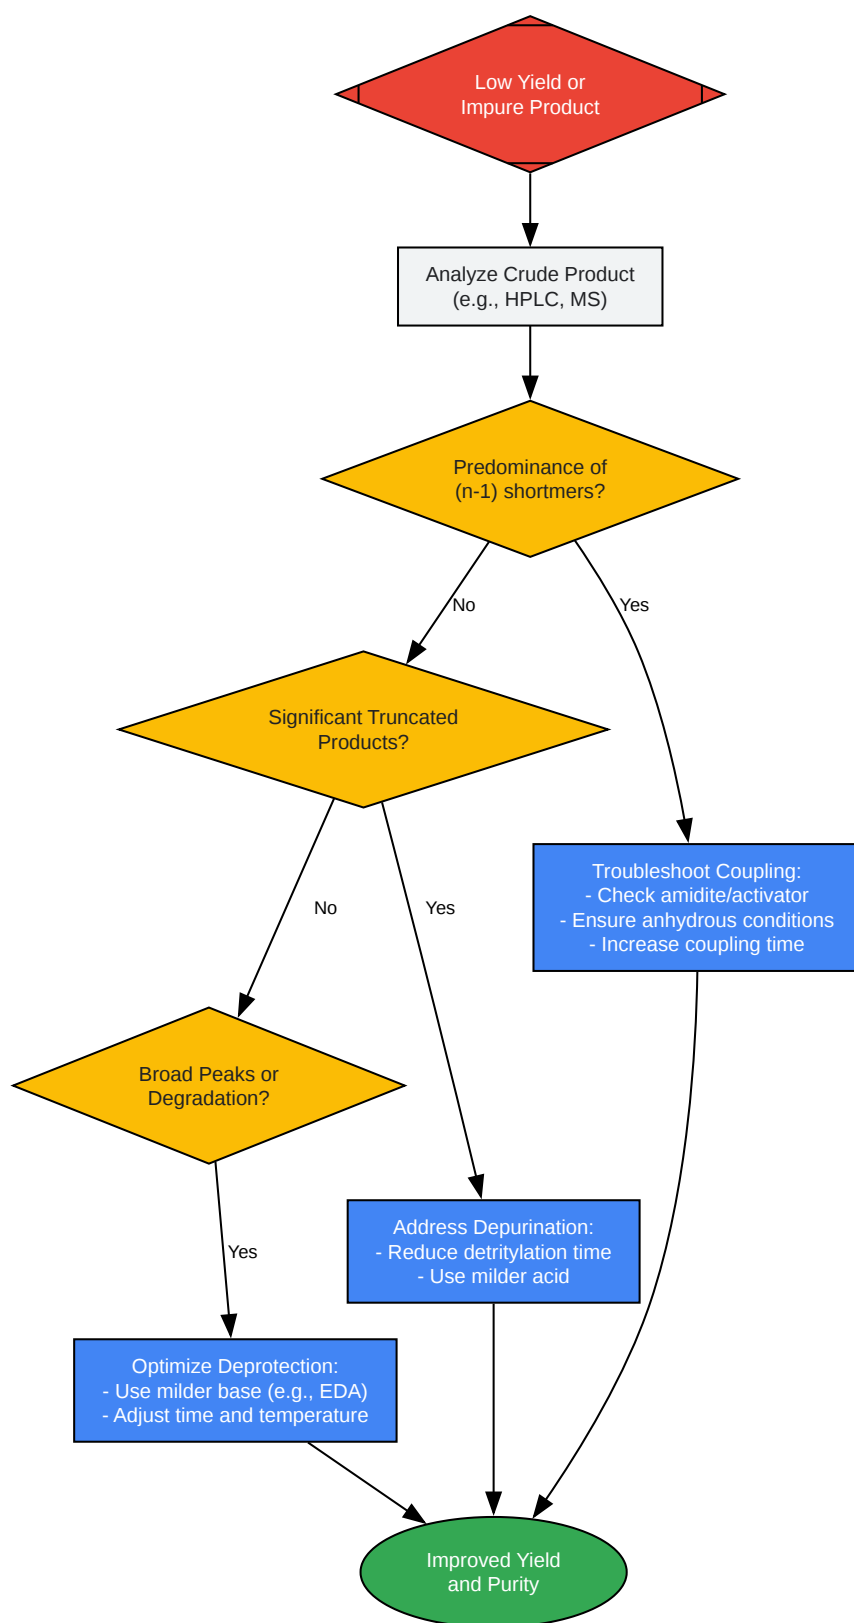 Low Yield or
Impure Product
Analyze Crude Product
(e.g., HPLC, MS)
Predominance of
(n-1) shortmers?
No
Yes
Significant Truncated
Products?
Troubleshoot Coupling:
- Check amidite/activator
- Ensure anhydrous conditions
- Increase coupling time
No
Yes
Broad Peaks or
Degradation?
Address Depurination:
- Reduce detritylation time
- Use milder acid
Yes
Optimize Deprotection:
- Use milder base (e.g., EDA)
- Adjust time and temperature
Improved Yield
and Purity